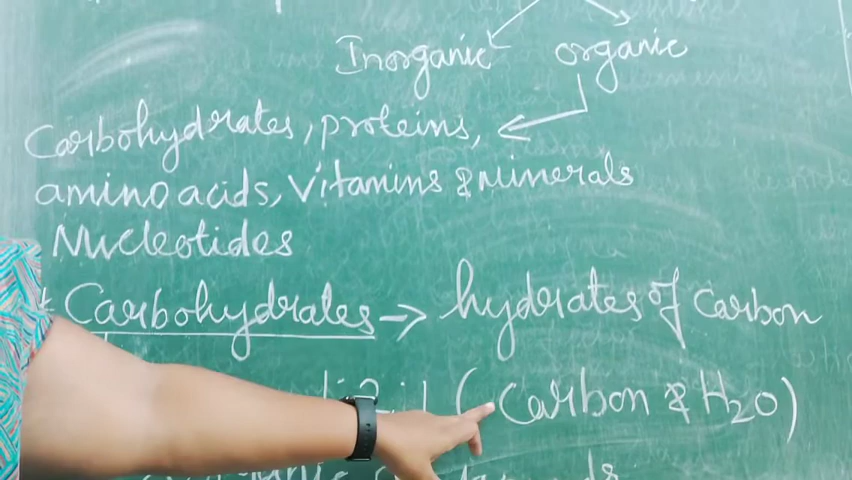 Inorganic organic
Carbohydrates, proteins,
amino acids, Vitamins & Minerals
Nucleotides
* Carbohydrates → hydrates of Carbon
(Carbon & H₂O)